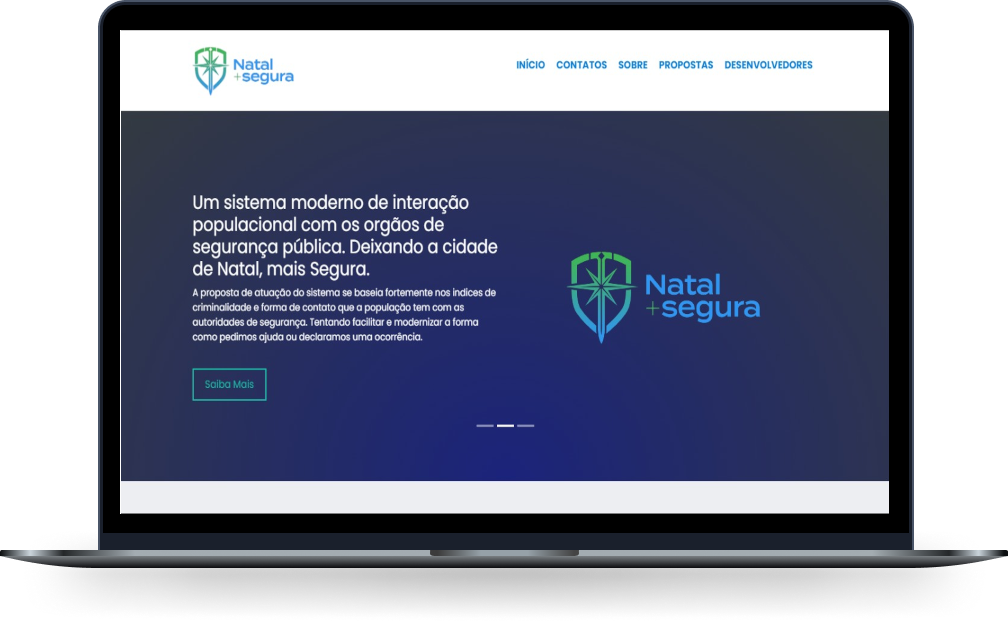 Natal
+segura
INÍCIO CONTATOS SOBRE PROPOSTAS DESENVOLVEDORES
Um sistema moderno de interação
populacional com os orgãos de
segurança pública. Deixando a cidade
de Natal, mais Segura.
A proposta de atuação do sistema se baseia fortemente nos indices de
criminalidade e forma de contato que a população tem com as
autoridades de segurança. Tentando facilitar e modernizar a forma
como pedimos ajuda ou declaramos uma ocorrência.
Saiba Mais
Natal
+segura